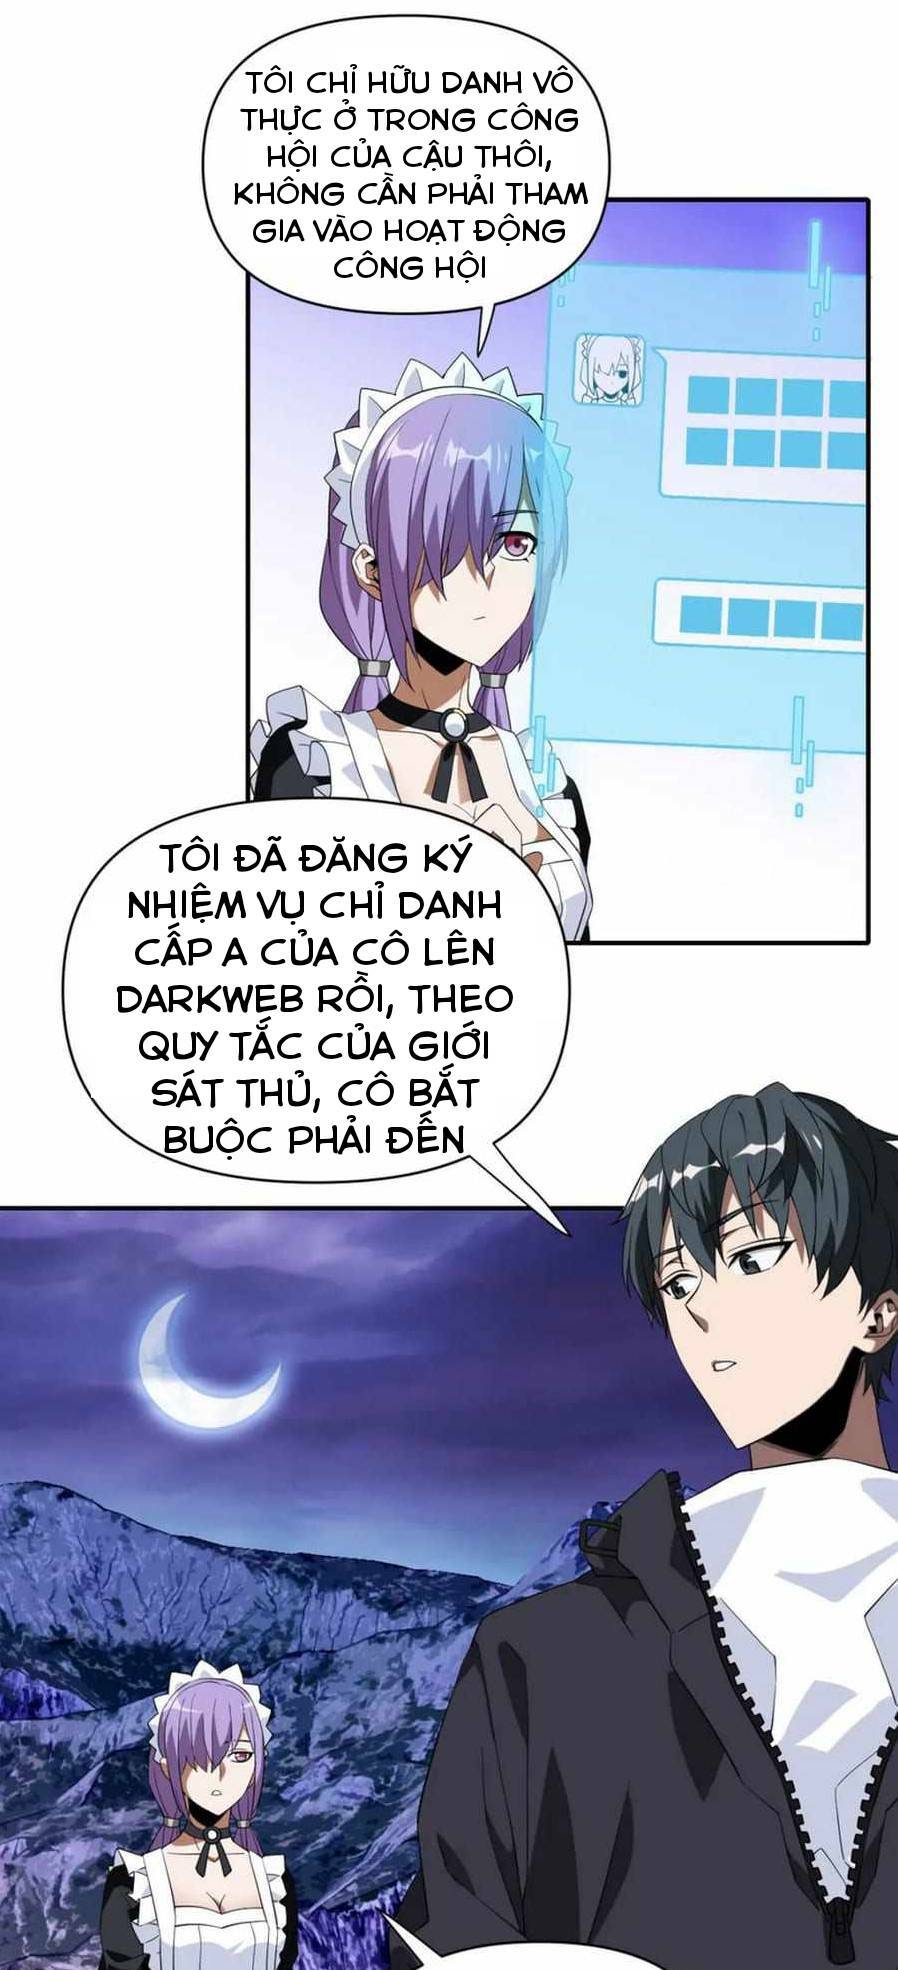 TÔI CHỈ HỮU DANH VÔ
THỰC Ở TRONG CÔNG
HỘI CỦA CẬU THÔI,
KHÔNG CẦN PHẢI THAM
GIA VÀO HOẠT ĐỘNG
CÔNG HỘI
TÔI ĐÃ ĐĂNG KÝ
NHIỆM VỤ CHỈ DANH
CẤP A CỦA CÔ LÊN
DARKWEB RỒI, THEO
QUY TẮC CỦA GIỚI
SÁT THỦ, CÔ BẮT
BUỘC PHẢI ĐẾN